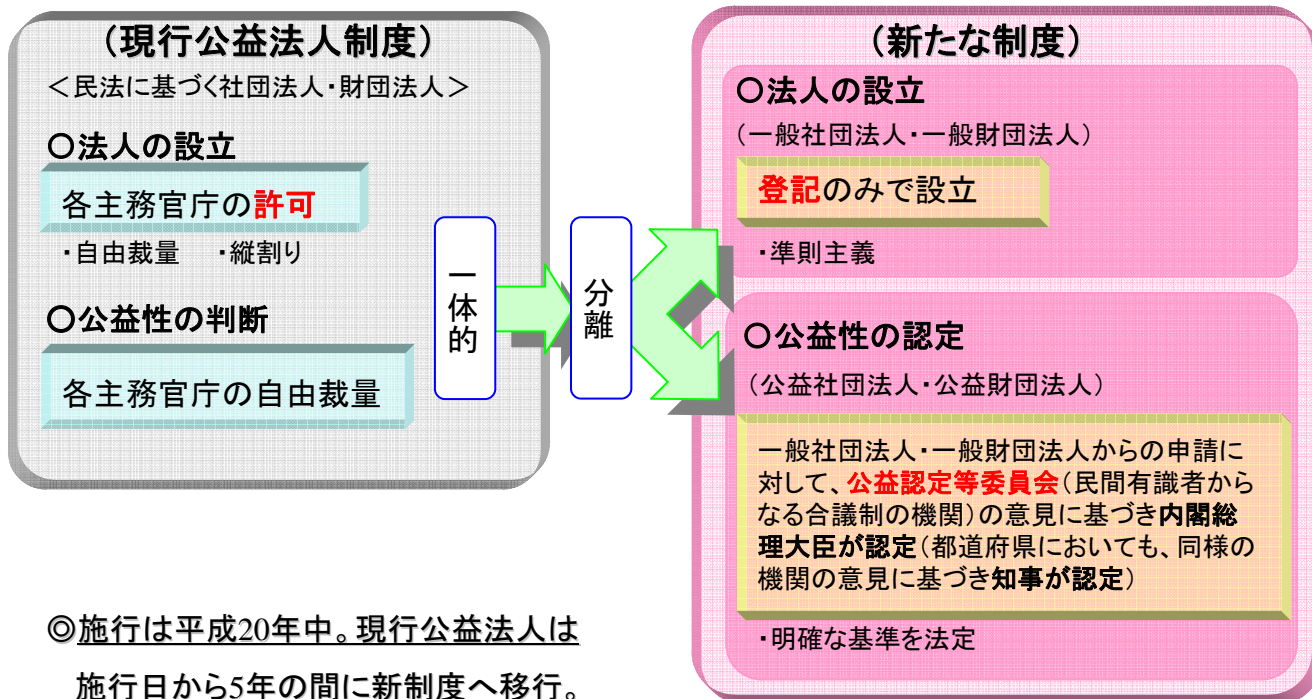 (現行公益法人制度)
<民法に基づく社団法人・財団法人>
○法人の設立
各主務官庁の許可
・自由裁量 ・縦割り
○公益性の判断
各主務官庁の自由裁量
一体的
分離
(新たな制度)
○法人の設立
(一般社団法人・一般財団法人)
登記のみで設立
・準則主義
○公益性の認定
(公益社団法人・公益財団法人)
一般社団法人・一般財団法人からの申請に
対して、公益認定等委員会(民間有識者から
なる合議制の機関)の意見に基づき内閣総
理大臣が認定(都道府県においても、同様の
機関の意見に基づき知事が認定)
・明確な基準を法定
◎施行は平成20年中。現行公益法人は
施行日から5年の間に新制度へ移行。